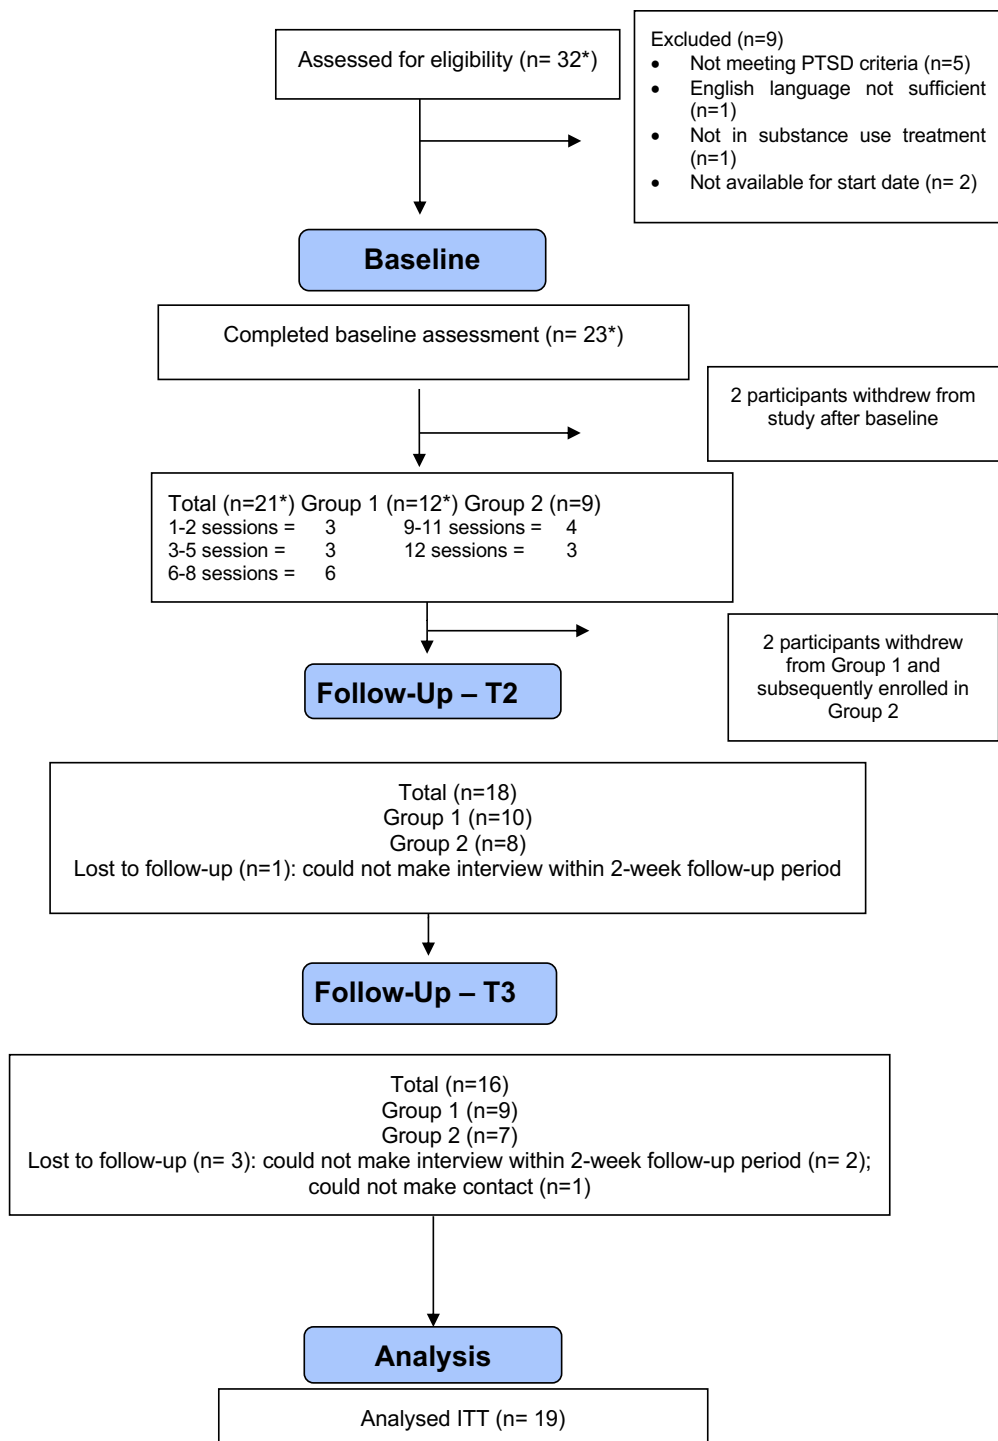 Assessed for eligibility (n= 32*)
Excluded (n=9)
• Not meeting PTSD criteria (n=5)
• English language not sufficient
(n=1)
• Not in substance use treatment
(n=1)
• Not available for start date (n= 2)
Baseline
Completed baseline assessment (n= 23*)
2 participants withdrew from
study after baseline
Total (n=21*) Group 1 (n=12*) Group 2 (n=9)
1-2 sessions = 3 9-11 sessions = 4
3-5 session = 3 12 sessions = 3
6-8 sessions = 6
2 participants withdrew
from Group 1 and
subsequently enrolled in
Group 2
Follow-Up – T2
Total (n=18)
Group 1 (n=10)
Group 2 (n=8)
Lost to follow-up (n=1): could not make interview within 2-week follow-up period
Follow-Up – T3
Total (n=16)
Group 1 (n=9)
Group 2 (n=7)
Lost to follow-up (n= 3): could not make interview within 2-week follow-up period (n= 2);
could not make contact (n=1)
Analysis
Analysed ITT (n= 19)